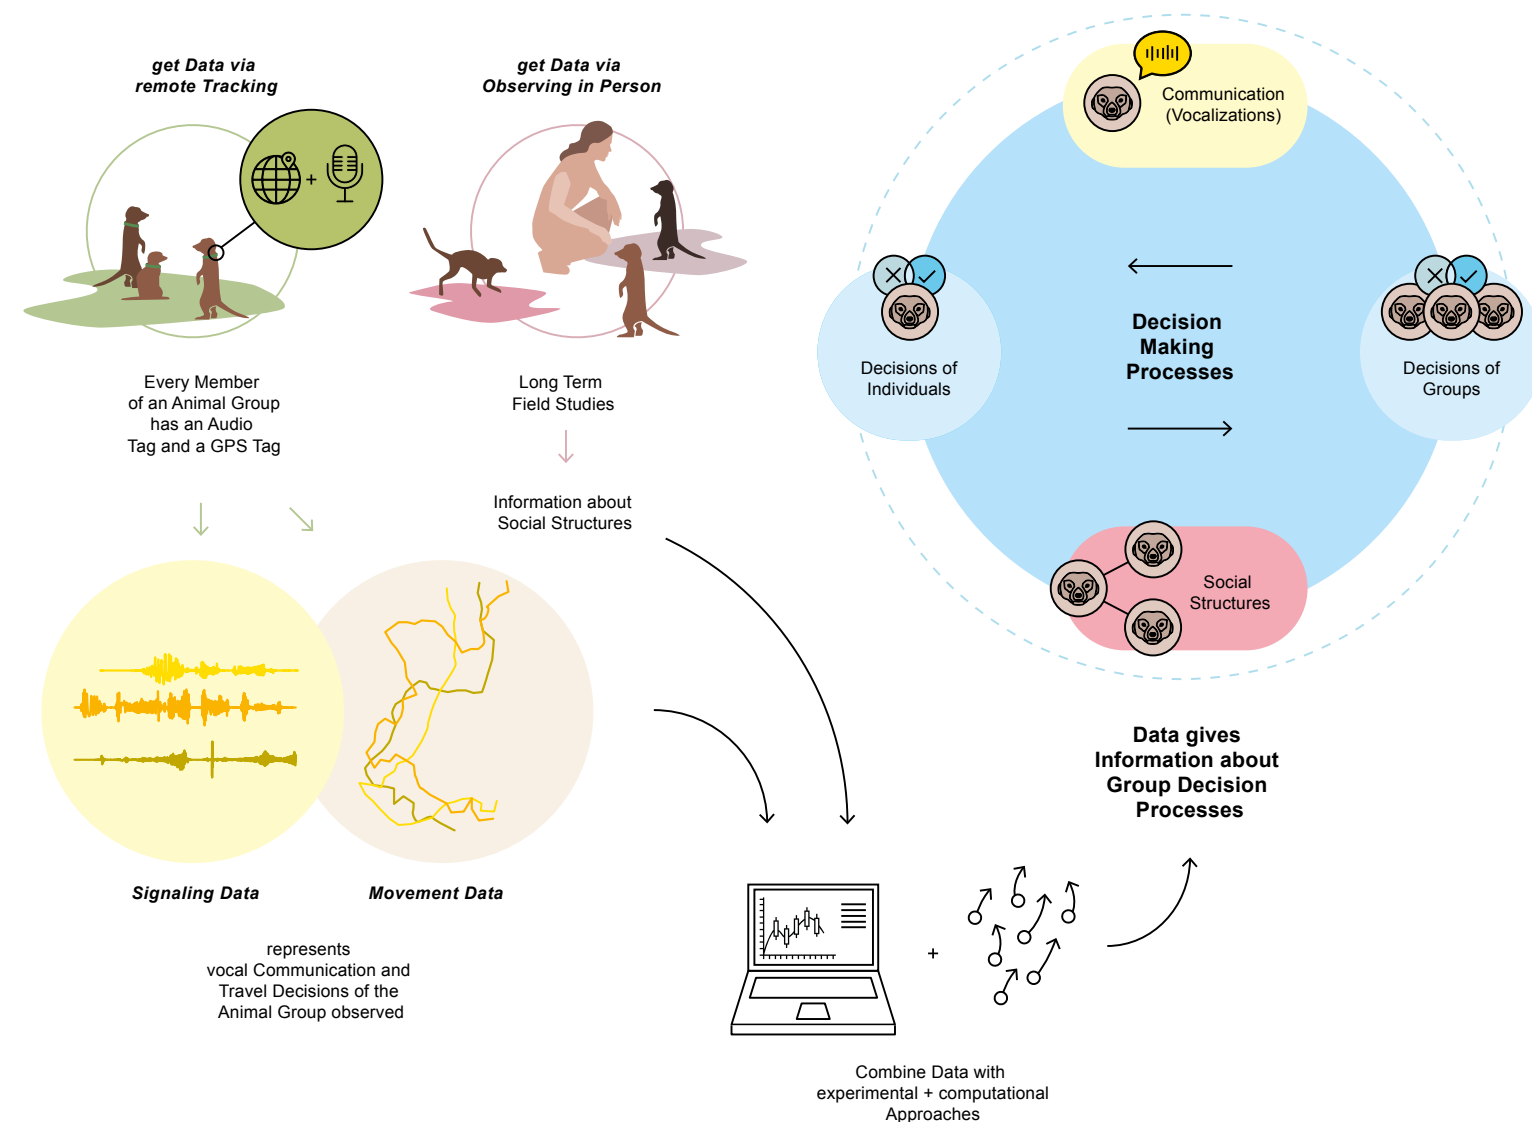 get Data via
remote Tracking
get Data via
Observing in Person
+
Every Member
of an Animal Group
has an Audio
Tag and a GPS Tag
Long Term
Field Studies
Information about
Social Structures
Signaling Data
Movement Data
represents
vocal Communication and
Travel Decisions of the
Animal Group observed
Communication
(Vocalizations)
Decision
Making
Processes
Decisions of
Individuals
Decisions of
Groups
Social
Structures
Data gives
Information about
Group Decision
Processes
+
Combine Data with
experimental + computational
Approaches